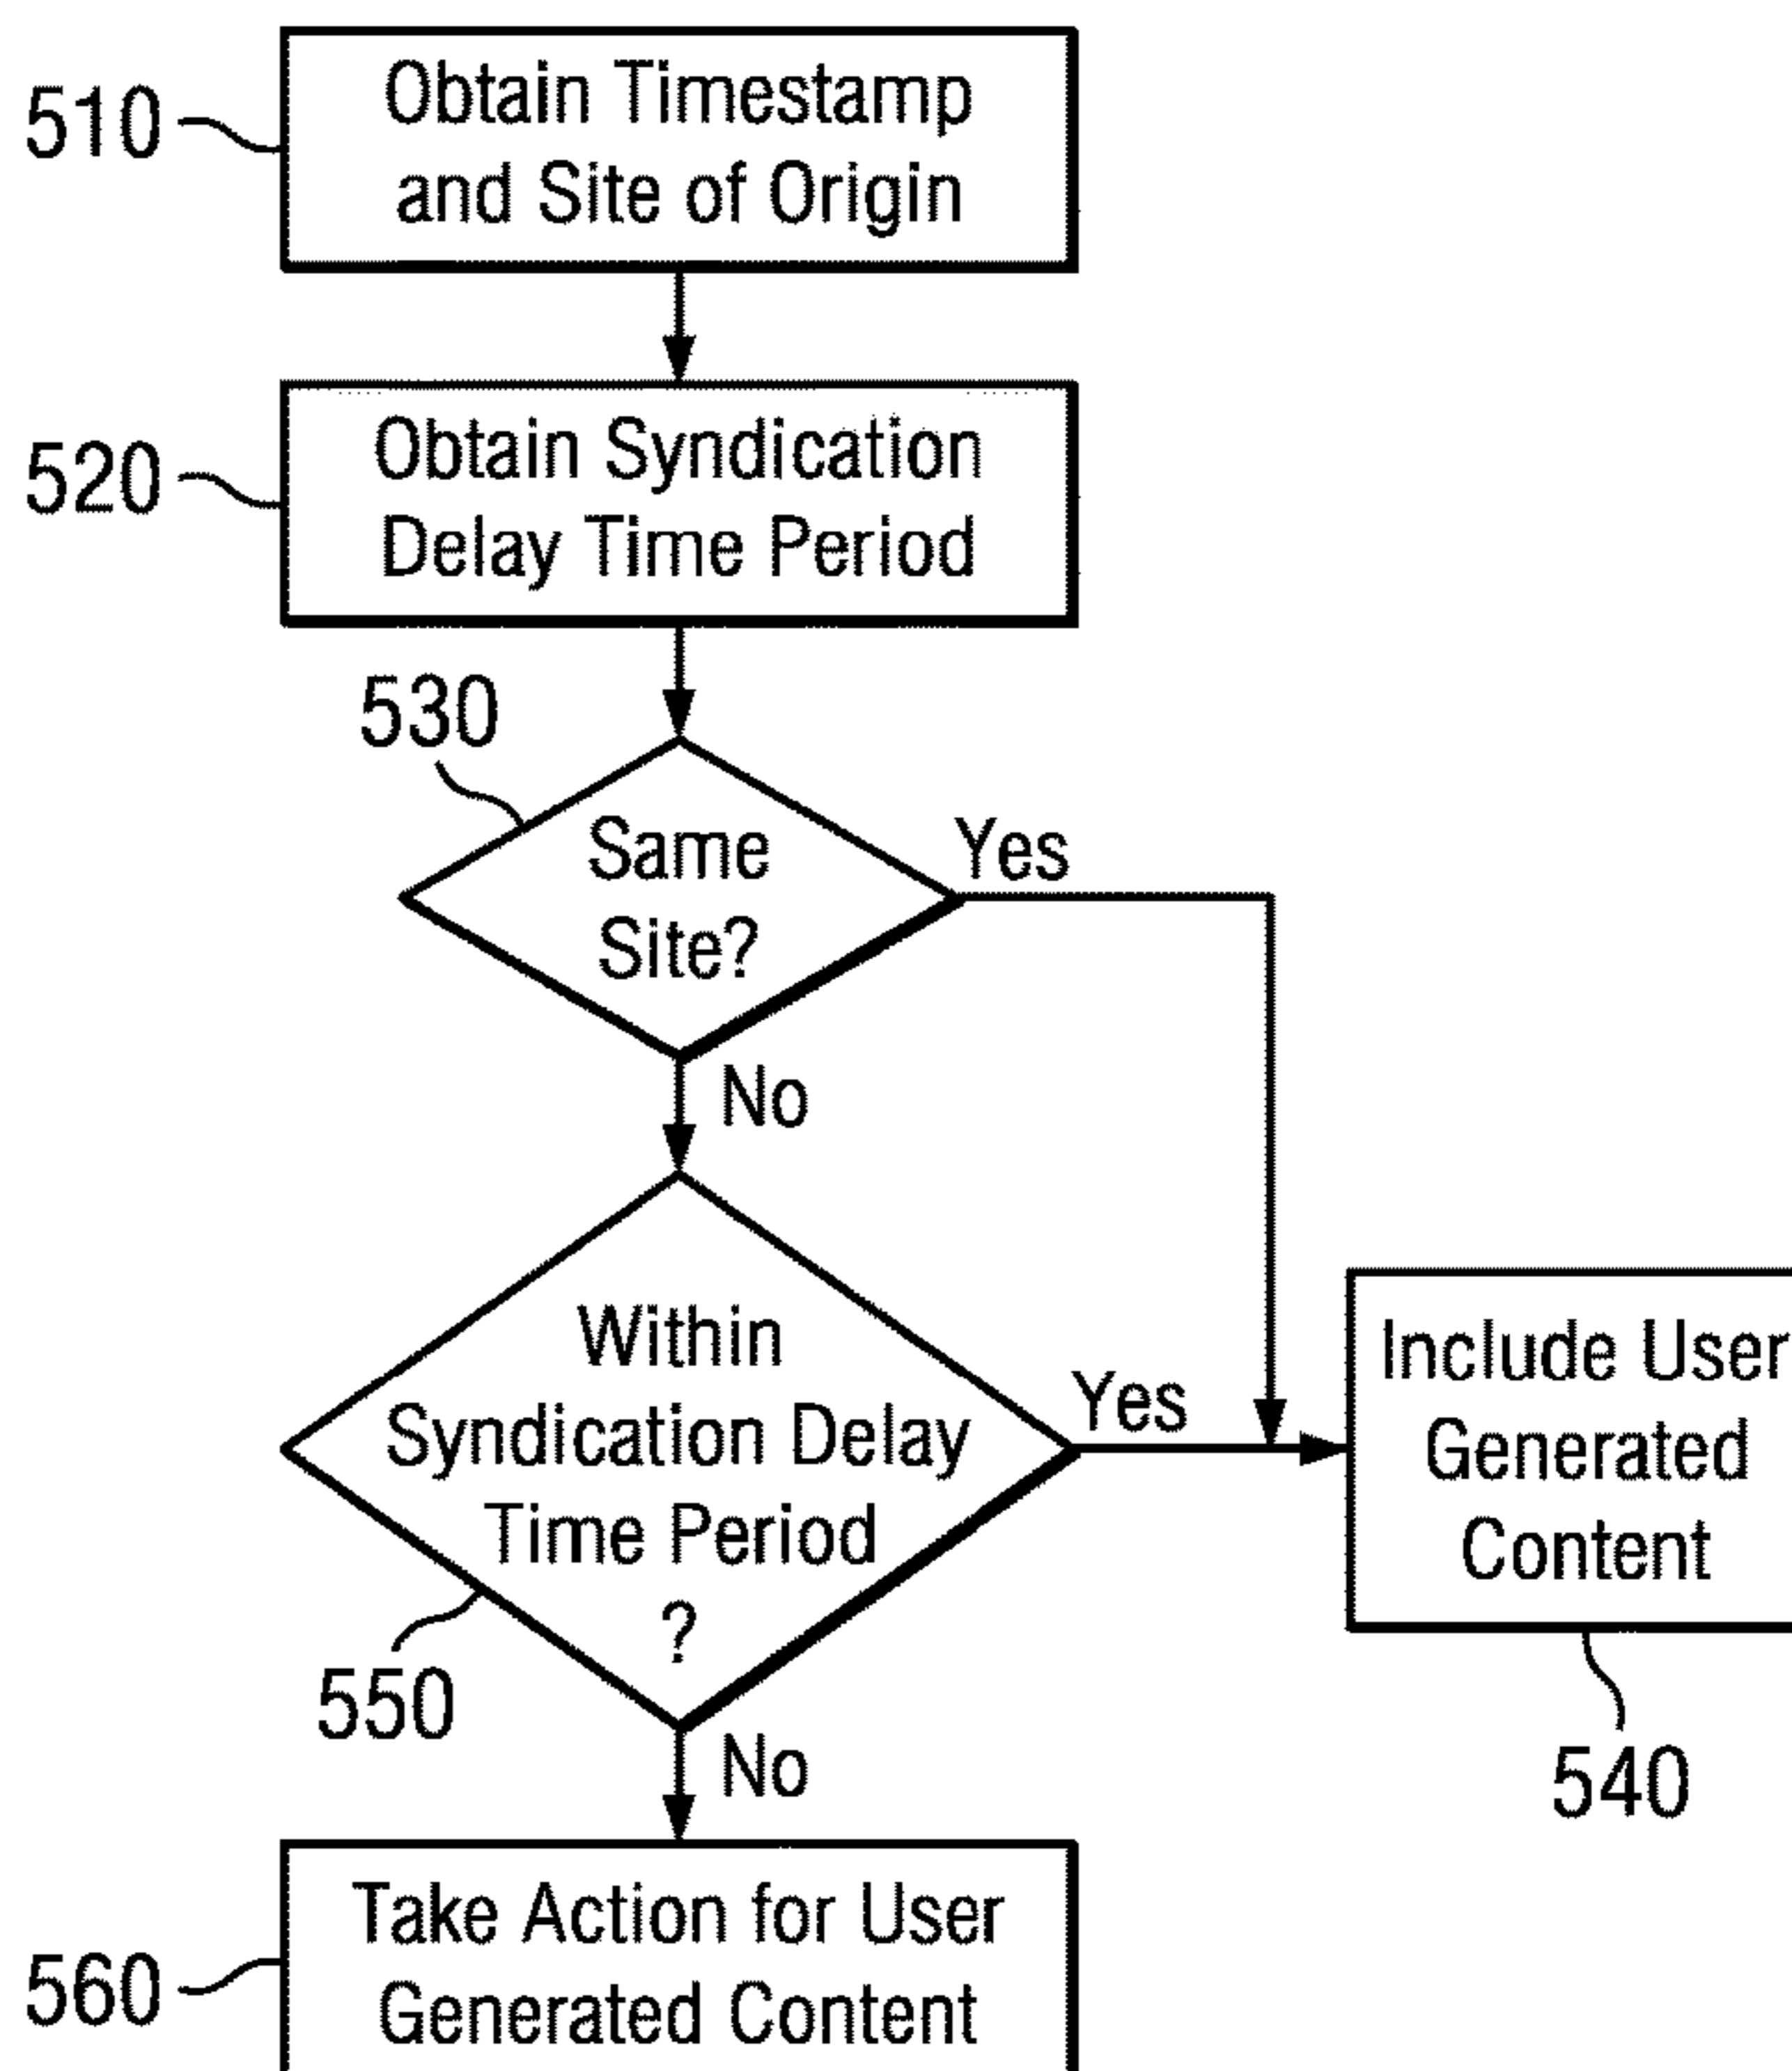 510
Obtain Timestamp
and Site of Origin
520
Obtain Syndication
Delay Time Period
530
Same
Site?
Yes
No
Within
Syndication Delay
Time Period
?
Yes
550
No
Include User
Generated
Content
540
560
Take Action for User
Generated Content